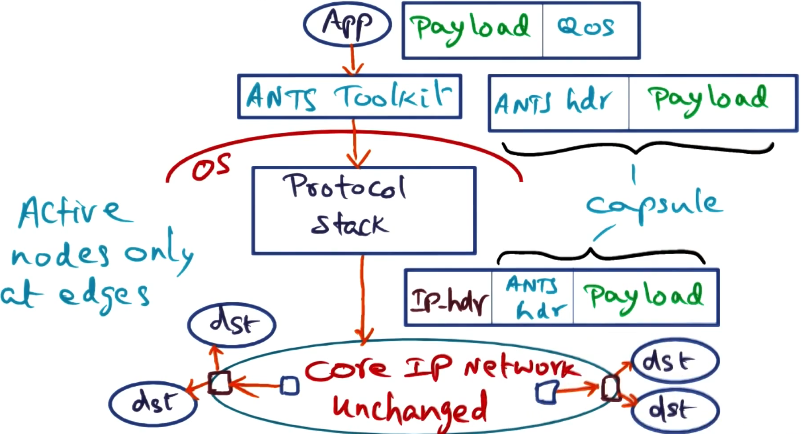 App
Payload
QoS
ANTS Toolkit
ANTS hdr
Payload
OS
Protocol
stack
capsule
Active
nodes only
at edges
IP-hdr
ANTS
hdr
Payload
dst
dst
core IP Network
unchanged
dst
dst